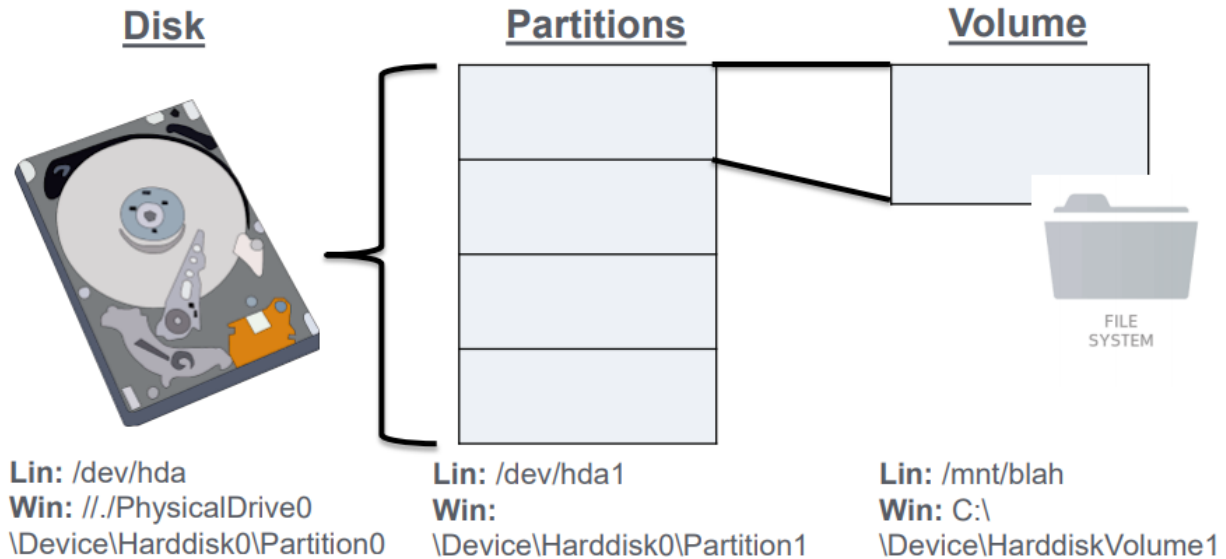 Disk
Partitions
Volume
FILE
SYSTEM
Lin: /dev/hda
Win: //./PhysicalDrive0
\Device\Harddisk0\Partition0
Lin: /dev/hda1
Win:
\Device\Harddisk0\Partition1
Lin: /mnt/blah
Win: C:\
\Device\HarddiskVolume1